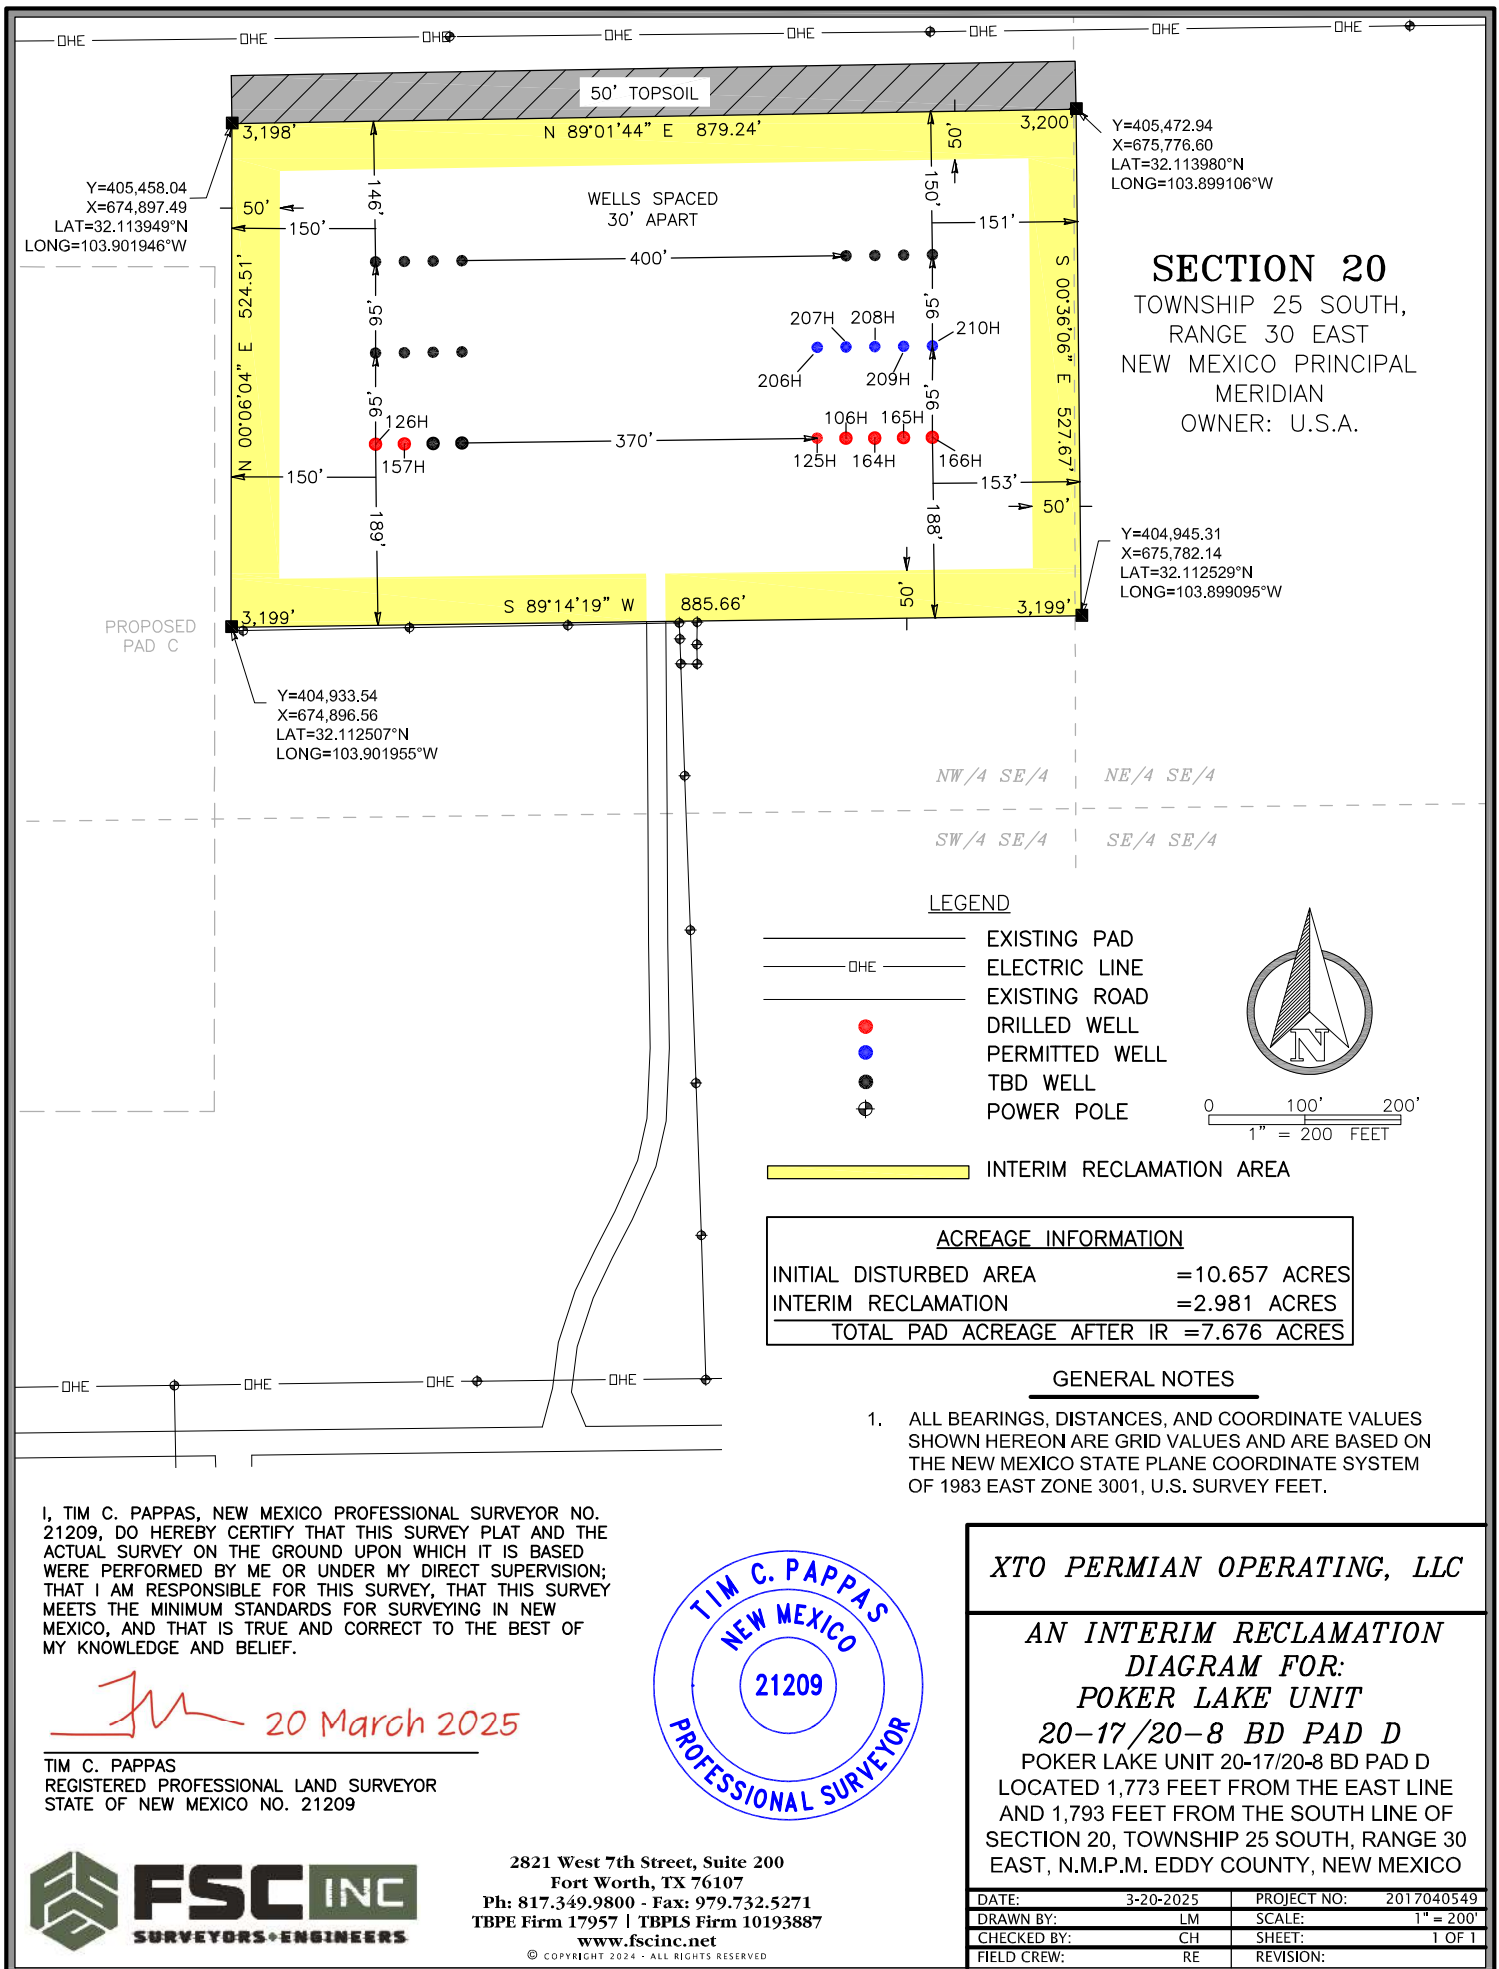 OHE OHE OHE OHE OHE OHE OHE OHE
50' TOPSOIL
3,198'
N 89°01'44" E 879.24'
3,200'
50'
Y=405,472.94
X=675,776.60
LAT=32.113980°N
LONG=103.899106°W
Y=405,458.04
X=674,897.49
LAT=32.113949°N
LONG=103.901946°W
50'
150'
146'
WELLS SPACED
30' APART
150'
151'
400'
N 00°06'04" E 524.51'
S 00°36'06" E 527.67'
SECTION 20
TOWNSHIP 25 SOUTH,
RANGE 30 EAST
NEW MEXICO PRINCIPAL
MERIDIAN
OWNER: U.S.A.
95'
95'
207H 208H
210H
206H
209H
95'
95'
126H
106H 165H
370'
157H
125H 164H
166H
150'
153'
50'
189'
188'
Y=404,945.31
X=675,782.14
LAT=32.112529°N
LONG=103.899095°W
50'
3,199'
S 89°14'19" W 885.66'
3,199'
PROPOSED
PAD C
Y=404,933.54
X=674,896.56
LAT=32.112507°N
LONG=103.901955°W
NW/4 SE/4 NE/4 SE/4
SW/4 SE/4 SE/4 SE/4
LEGEND
EXISTING PAD
OHE ELECTRIC LINE
EXISTING ROAD
DRILLED WELL
PERMITTED WELL
TBD WELL
POWER POLE
INTERIM RECLAMATION AREA
N
0 100' 200'
1" = 200 FEET
ACREAGE INFORMATION
INITIAL DISTURBED AREA =10.657 ACRES
INTERIM RECLAMATION =2.981 ACRES
TOTAL PAD ACREAGE AFTER IR =7.676 ACRES
OHE OHE OHE OHE
GENERAL NOTES
1. ALL BEARINGS, DISTANCES, AND COORDINATE VALUES
SHOWN HEREON ARE GRID VALUES AND ARE BASED ON
THE NEW MEXICO STATE PLANE COORDINATE SYSTEM
OF 1983 EAST ZONE 3001, U.S. SURVEY FEET.
I, TIM C. PAPPAS, NEW MEXICO PROFESSIONAL SURVEYOR NO.
21209, DO HEREBY CERTIFY THAT THIS SURVEY PLAT AND THE
ACTUAL SURVEY ON THE GROUND UPON WHICH IT IS BASED
WERE PERFORMED BY ME OR UNDER MY DIRECT SUPERVISION;
THAT I AM RESPONSIBLE FOR THIS SURVEY, THAT THIS SURVEY
MEETS THE MINIMUM STANDARDS FOR SURVEYING IN NEW
MEXICO, AND THAT IS TRUE AND CORRECT TO THE BEST OF
MY KNOWLEDGE AND BELIEF.
20 March 2025
TIM C. PAPPAS
REGISTERED PROFESSIONAL LAND SURVEYOR
STATE OF NEW MEXICO NO. 21209
TIM C. PAPPAS
NEW MEXICO
21209
PROFESSIONAL SURVEYOR
FSC INC
SURVEYORS+ENGINEERS
2821 West 7th Street, Suite 200
Fort Worth, TX 76107
Ph: 817.349.9800 - Fax: 979.732.5271
TBPE Firm 17957 | TBPLS Firm 10193887
www.fscinc.net
© COPYRIGHT 2024 - ALL RIGHTS RESERVED
XTO PERMIAN OPERATING, LLC
AN INTERIM RECLAMATION
DIAGRAM FOR:
POKER LAKE UNIT
20-17/20-8 BD PAD D
POKER LAKE UNIT 20-17/20-8 BD PAD D
LOCATED 1,773 FEET FROM THE EAST LINE
AND 1,793 FEET FROM THE SOUTH LINE OF
SECTION 20, TOWNSHIP 25 SOUTH, RANGE 30
EAST, N.M.P.M. EDDY COUNTY, NEW MEXICO
DATE: 3-20-2025 PROJECT NO: 2017040549
DRAWN BY: LM SCALE: 1" = 200'
CHECKED BY: CH SHEET: 1 OF 1
FIELD CREW: RE REVISION: